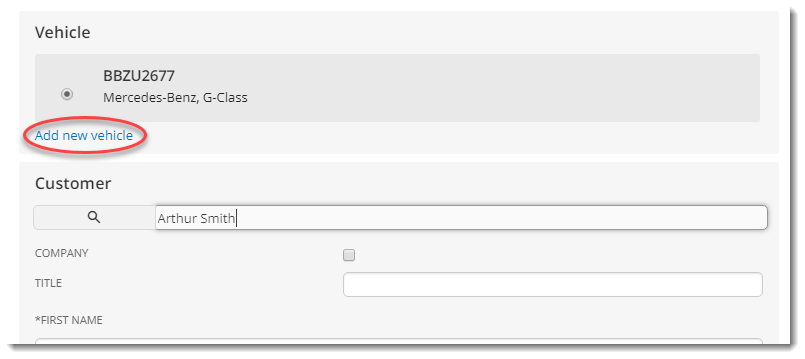 Vehicle
BBZU2677
Mercedes-Benz, G-Class
Add new vehicle
Customer
Arthur Smith
COMPANY
TITLE
*FIRST NAME